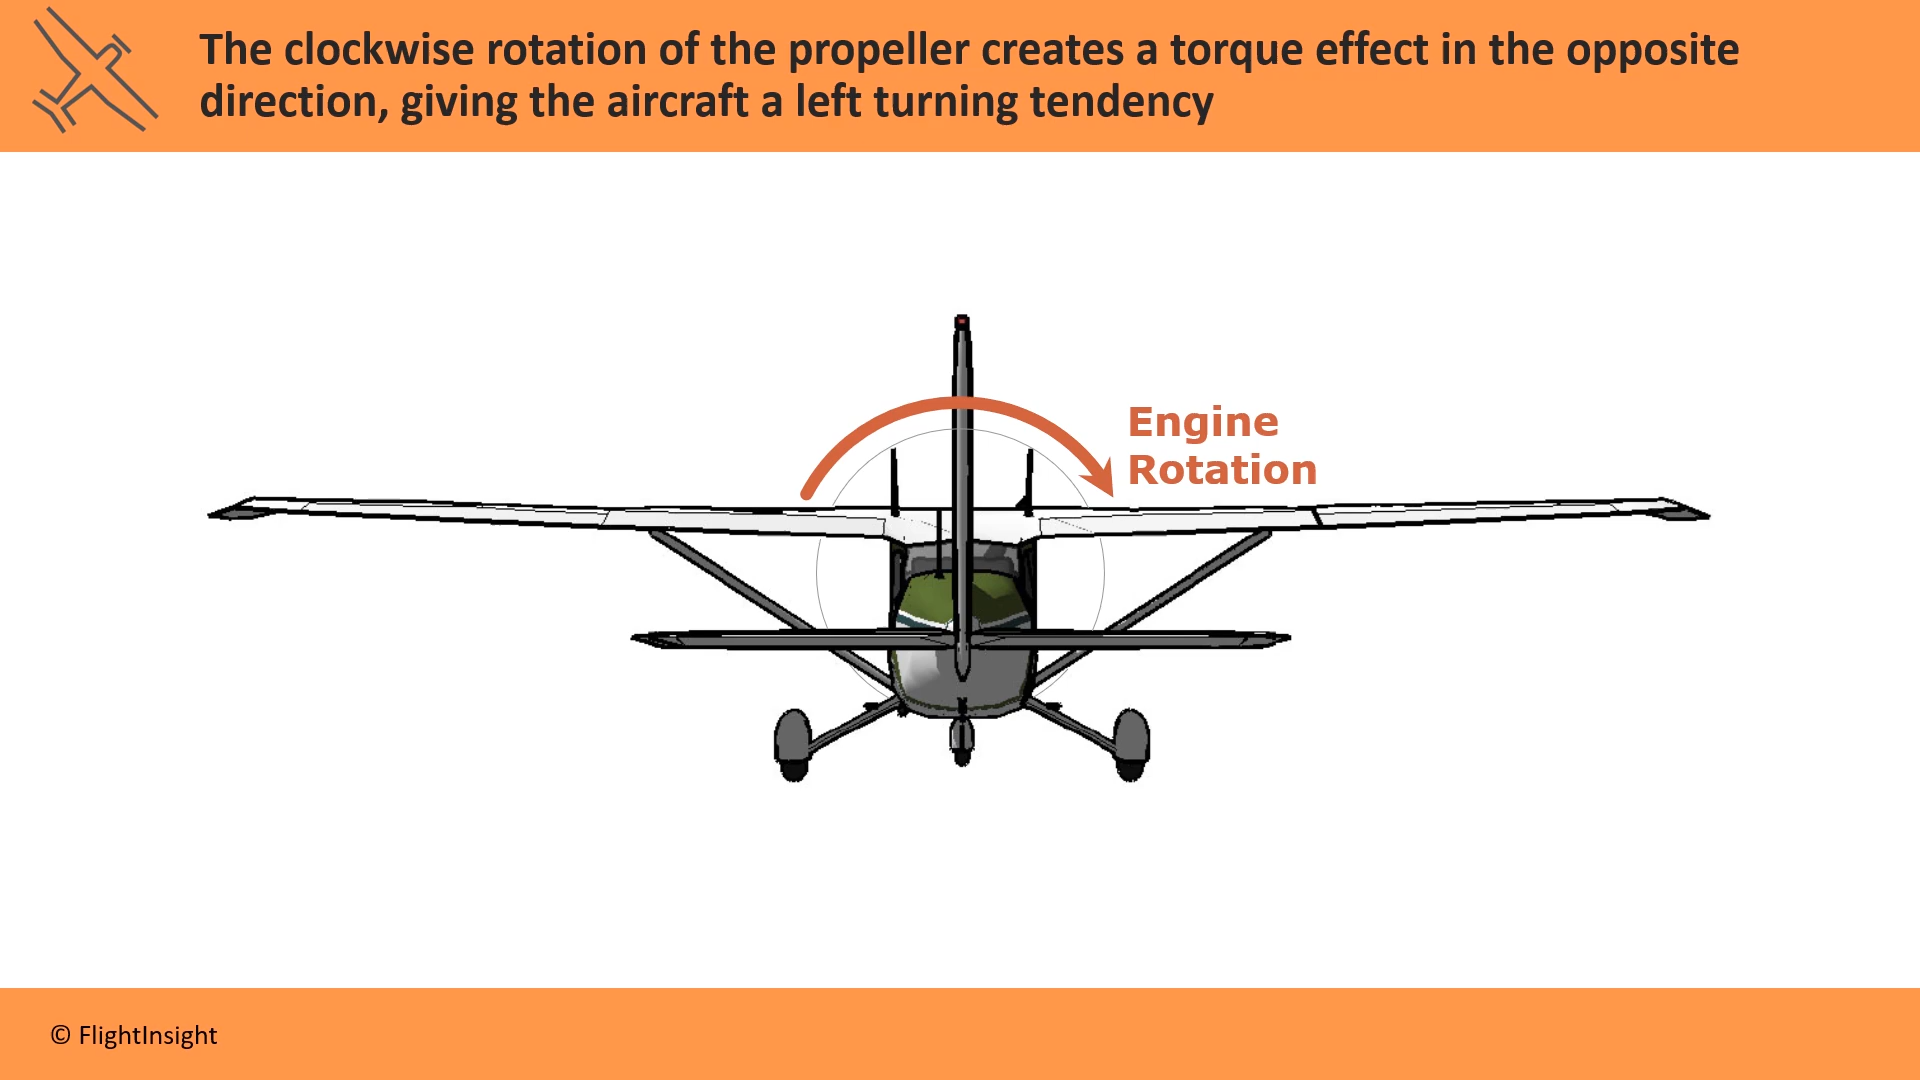 The clockwise rotation of the propeller creates a torque effect in the opposite
direction, giving the aircraft a left turning tendency
Engine
Rotation
© FlightInsight